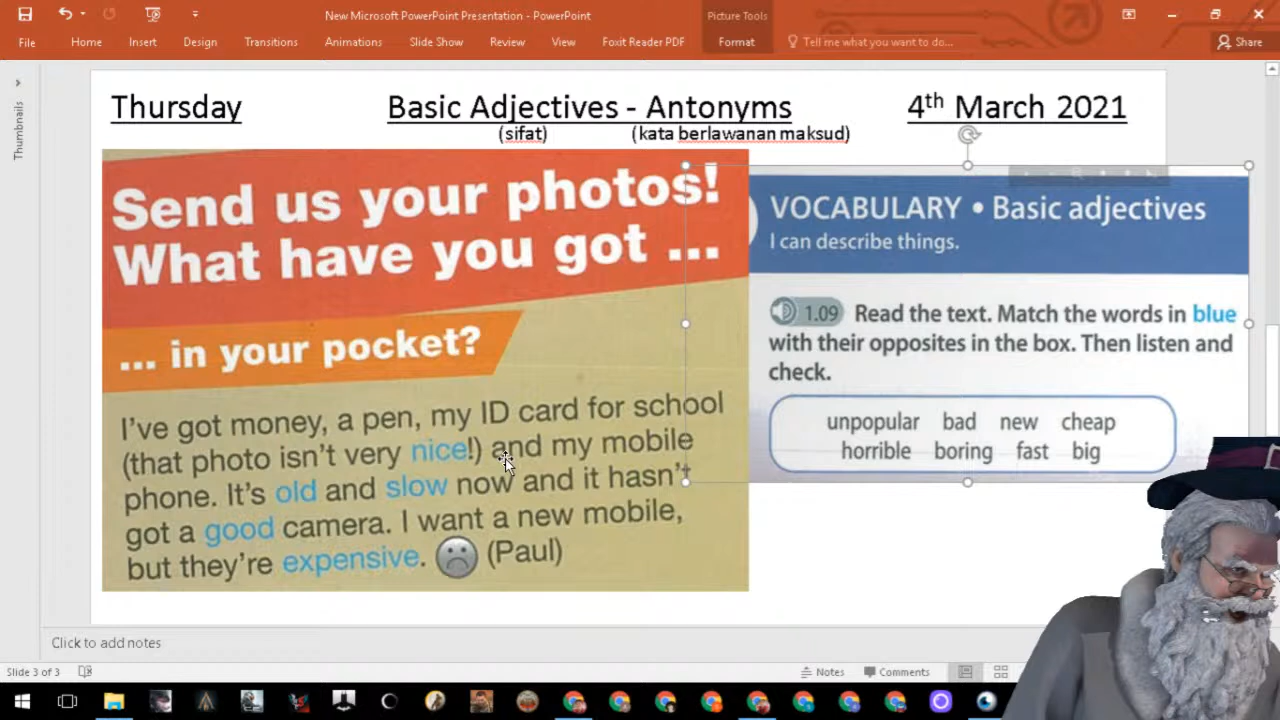 New Microsoft PowerPoint Presentation - PowerPoint
Picture Tools
File Home Insert Design Transitions Animations Slide Show Review View Foxit Reader PDF Format Tell me what you want to do... Share
Thumbnails
Thursday Basic Adjectives - Antonyms 4th March 2021
(sifat) (kata berlawanan maksud)
Send us your photos!
What have you got ...
... in your pocket?
I've got money, a pen, my ID card for school
(that photo isn't very nice!) and my mobile
phone. It's old and slow now and it hasn't
got a good camera. I want a new mobile,
but they're expensive. (Paul)
VOCABULARY • Basic adjectives
I can describe things.
1.09 Read the text. Match the words in blue
with their opposites in the box. Then listen and
check.
unpopular bad new cheap
horrible boring fast big
Click to add notes
Slide 3 of 3 Notes Comments